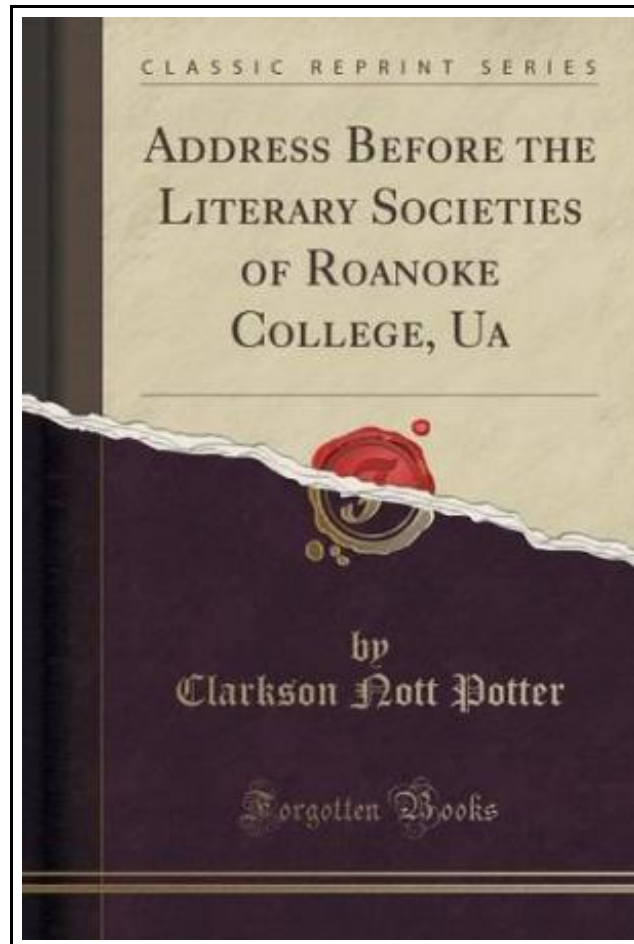 CLASSIC REPRINT SERIES
ADDRESS BEFORE THE
LITERARY SOCIETIES
OF ROANOKE
COLLEGE, UA
by
Clarkson Nott Potter
Forgotten Books